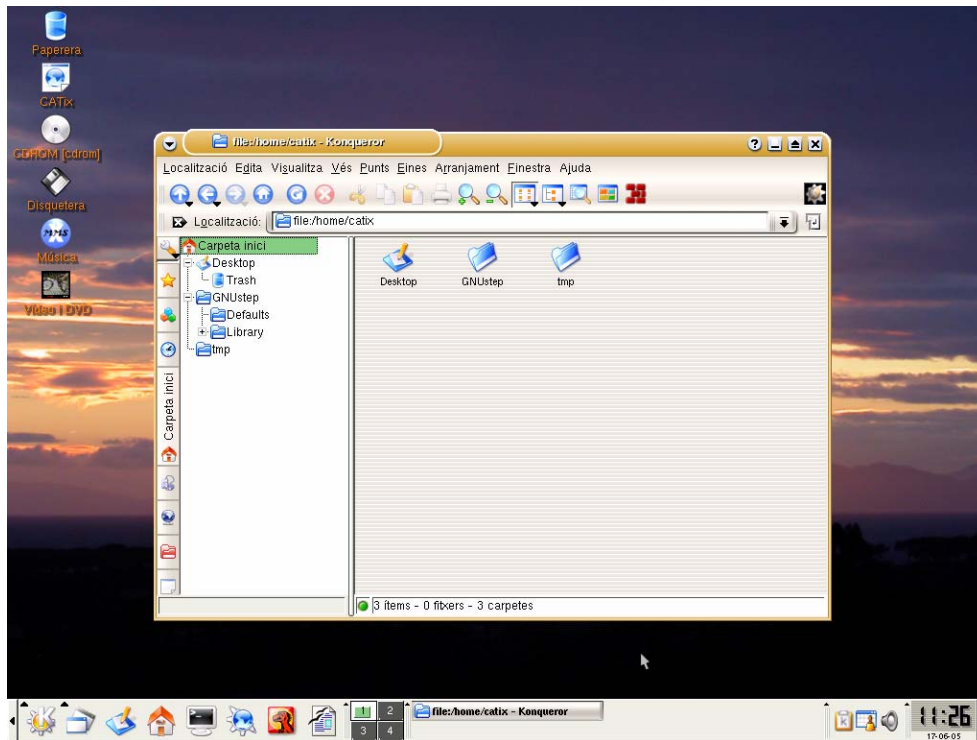 Paperera
CATix
CDROM [cdrom]
Disquetera
MMS
Música
Vídeo i DVD
file:/home/catix - Konqueror
Localització Edita Visualitza Vés Punts Eines Arranjament Finestra Ajuda
Localització: file:/home/catix
Carpeta inici
Desktop
Trash
GNUstep
Defaults
Library
tmp
Carpeta inici
Desktop GNUstep tmp
3 ítems - 0 fitxers - 3 carpetes
1 2
3 4
file:/home/catix - Konqueror
11:26
17-06-05